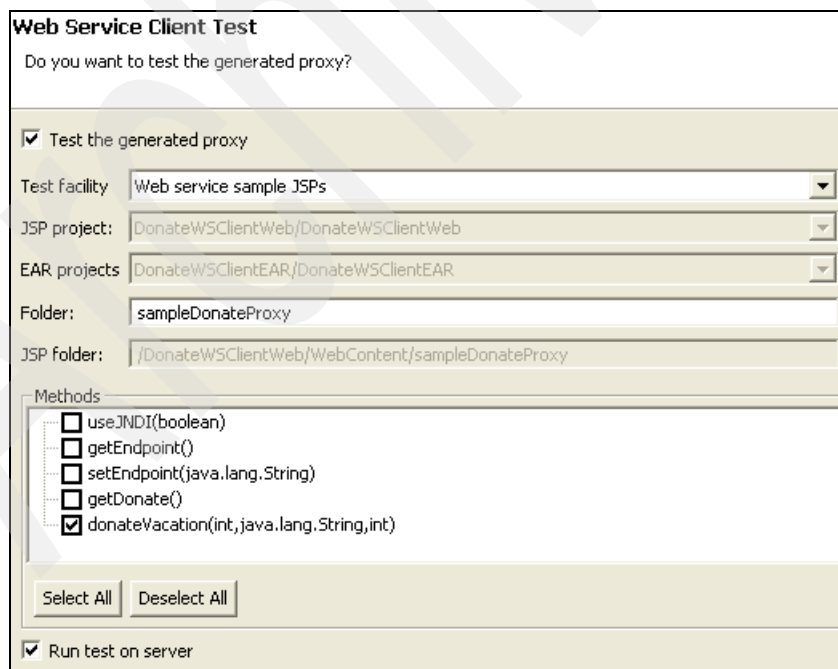 Web Service Client Test
Do you want to test the generated proxy?
Test the generated proxy
Test facility Web service sample JSPs
JSP project: DonateWSClientWeb/DonateWSClientWeb
EAR projects DonateWSClientEAR/DonateWSClientEAR
Folder: sampleDonateProxy
JSP folder: /DonateWSClientWeb/WebContent/sampleDonateProxy
Methods
useJNDI(boolean)
getEndpoint()
setEndpoint(java.lang.String)
getDonate()
donateVacation(int,java.lang.String,int)
Select All Deselect All
Run test on server